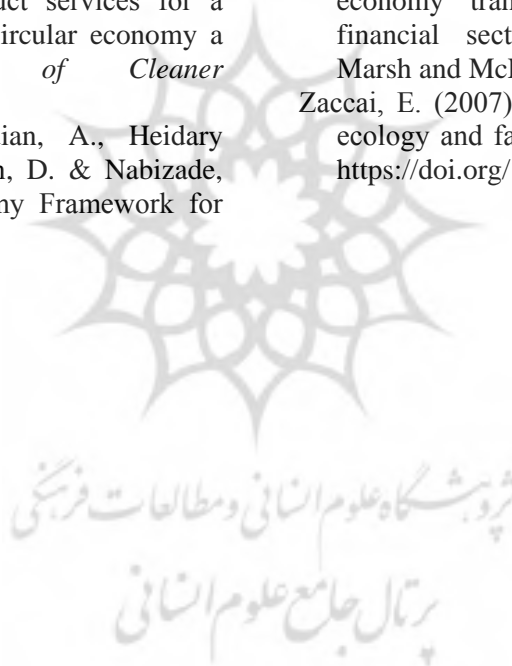 ct services for a
ircular economy a
of Cleaner
ian, A., Heidary
, D. & Nabizade,
ny Framework for
economy tran
financial sect
Marsh and McI
Zaccai, E. (2007)
ecology and fa
https://doi.org/
پژوهشگاه علوم انسانی و مطالعات فرهنگی
پرتال جامع علوم انسانی